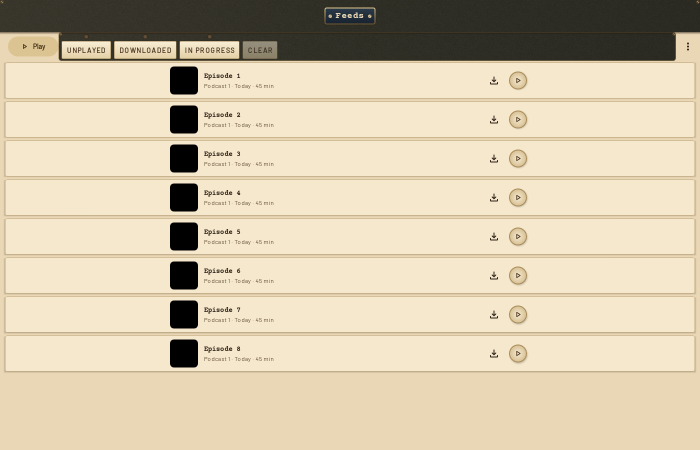 Feeds
Play
UNPLAYED
DOWNLOADED
IN PROGRESS
CLEAR
Episode 1
Podcast 1 · Today · 45 min
Episode 2
Podcast 1 · Today · 45 min
Episode 3
Podcast 1 · Today · 45 min
Episode 4
Podcast 1 · Today · 45 min
Episode 5
Podcast 1 · Today · 45 min
Episode 6
Podcast 1 · Today · 45 min
Episode 7
Podcast 1 · Today · 45 min
Episode 8
Podcast 1 · Today · 45 min